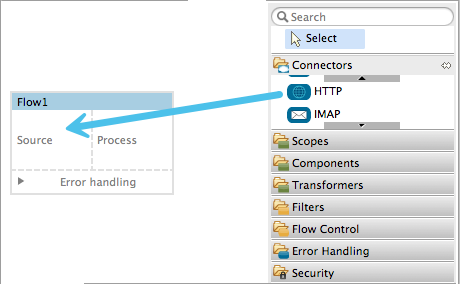 Search
Select
Connectors
HTTP
IMAP
Flow1
Source
Process
Error handling
Scopes
Components
Transformers
Filters
Flow Control
Error Handling
Security